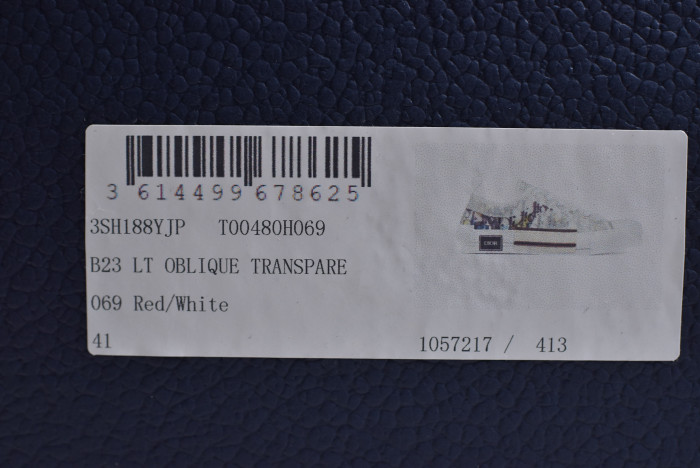 3 614499 678625
3SH188YJP T00480H069
B23 LT OBLIQUE TRANSPARE
069 Red/White
41 1057217 / 413